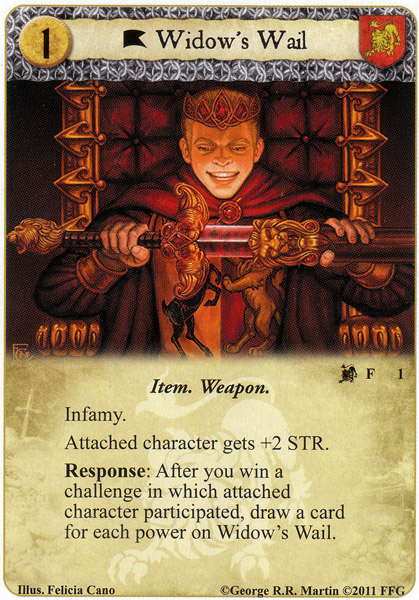 1
Widow's Wail
F 1
Item. Weapon.
Infamy.
Attached character gets +2 STR.
Response: After you win a
challenge in which attached
character participated, draw a card
for each power on Widow's Wail.
Illus. Felicia Cano ©George R.R. Martin ©2011 FFG